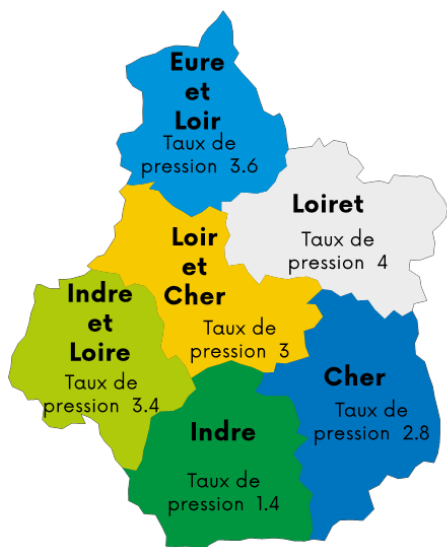 Eure
et
Loir
Taux de
pression 3.6
Loiret
Taux de
pression 4
Loir
et
Cher
Taux de
pression 3
Indre
et
Loire
Taux de
pression 3.4
Cher
Taux de
pression 2.8
Indre
Taux de
pression 1.4